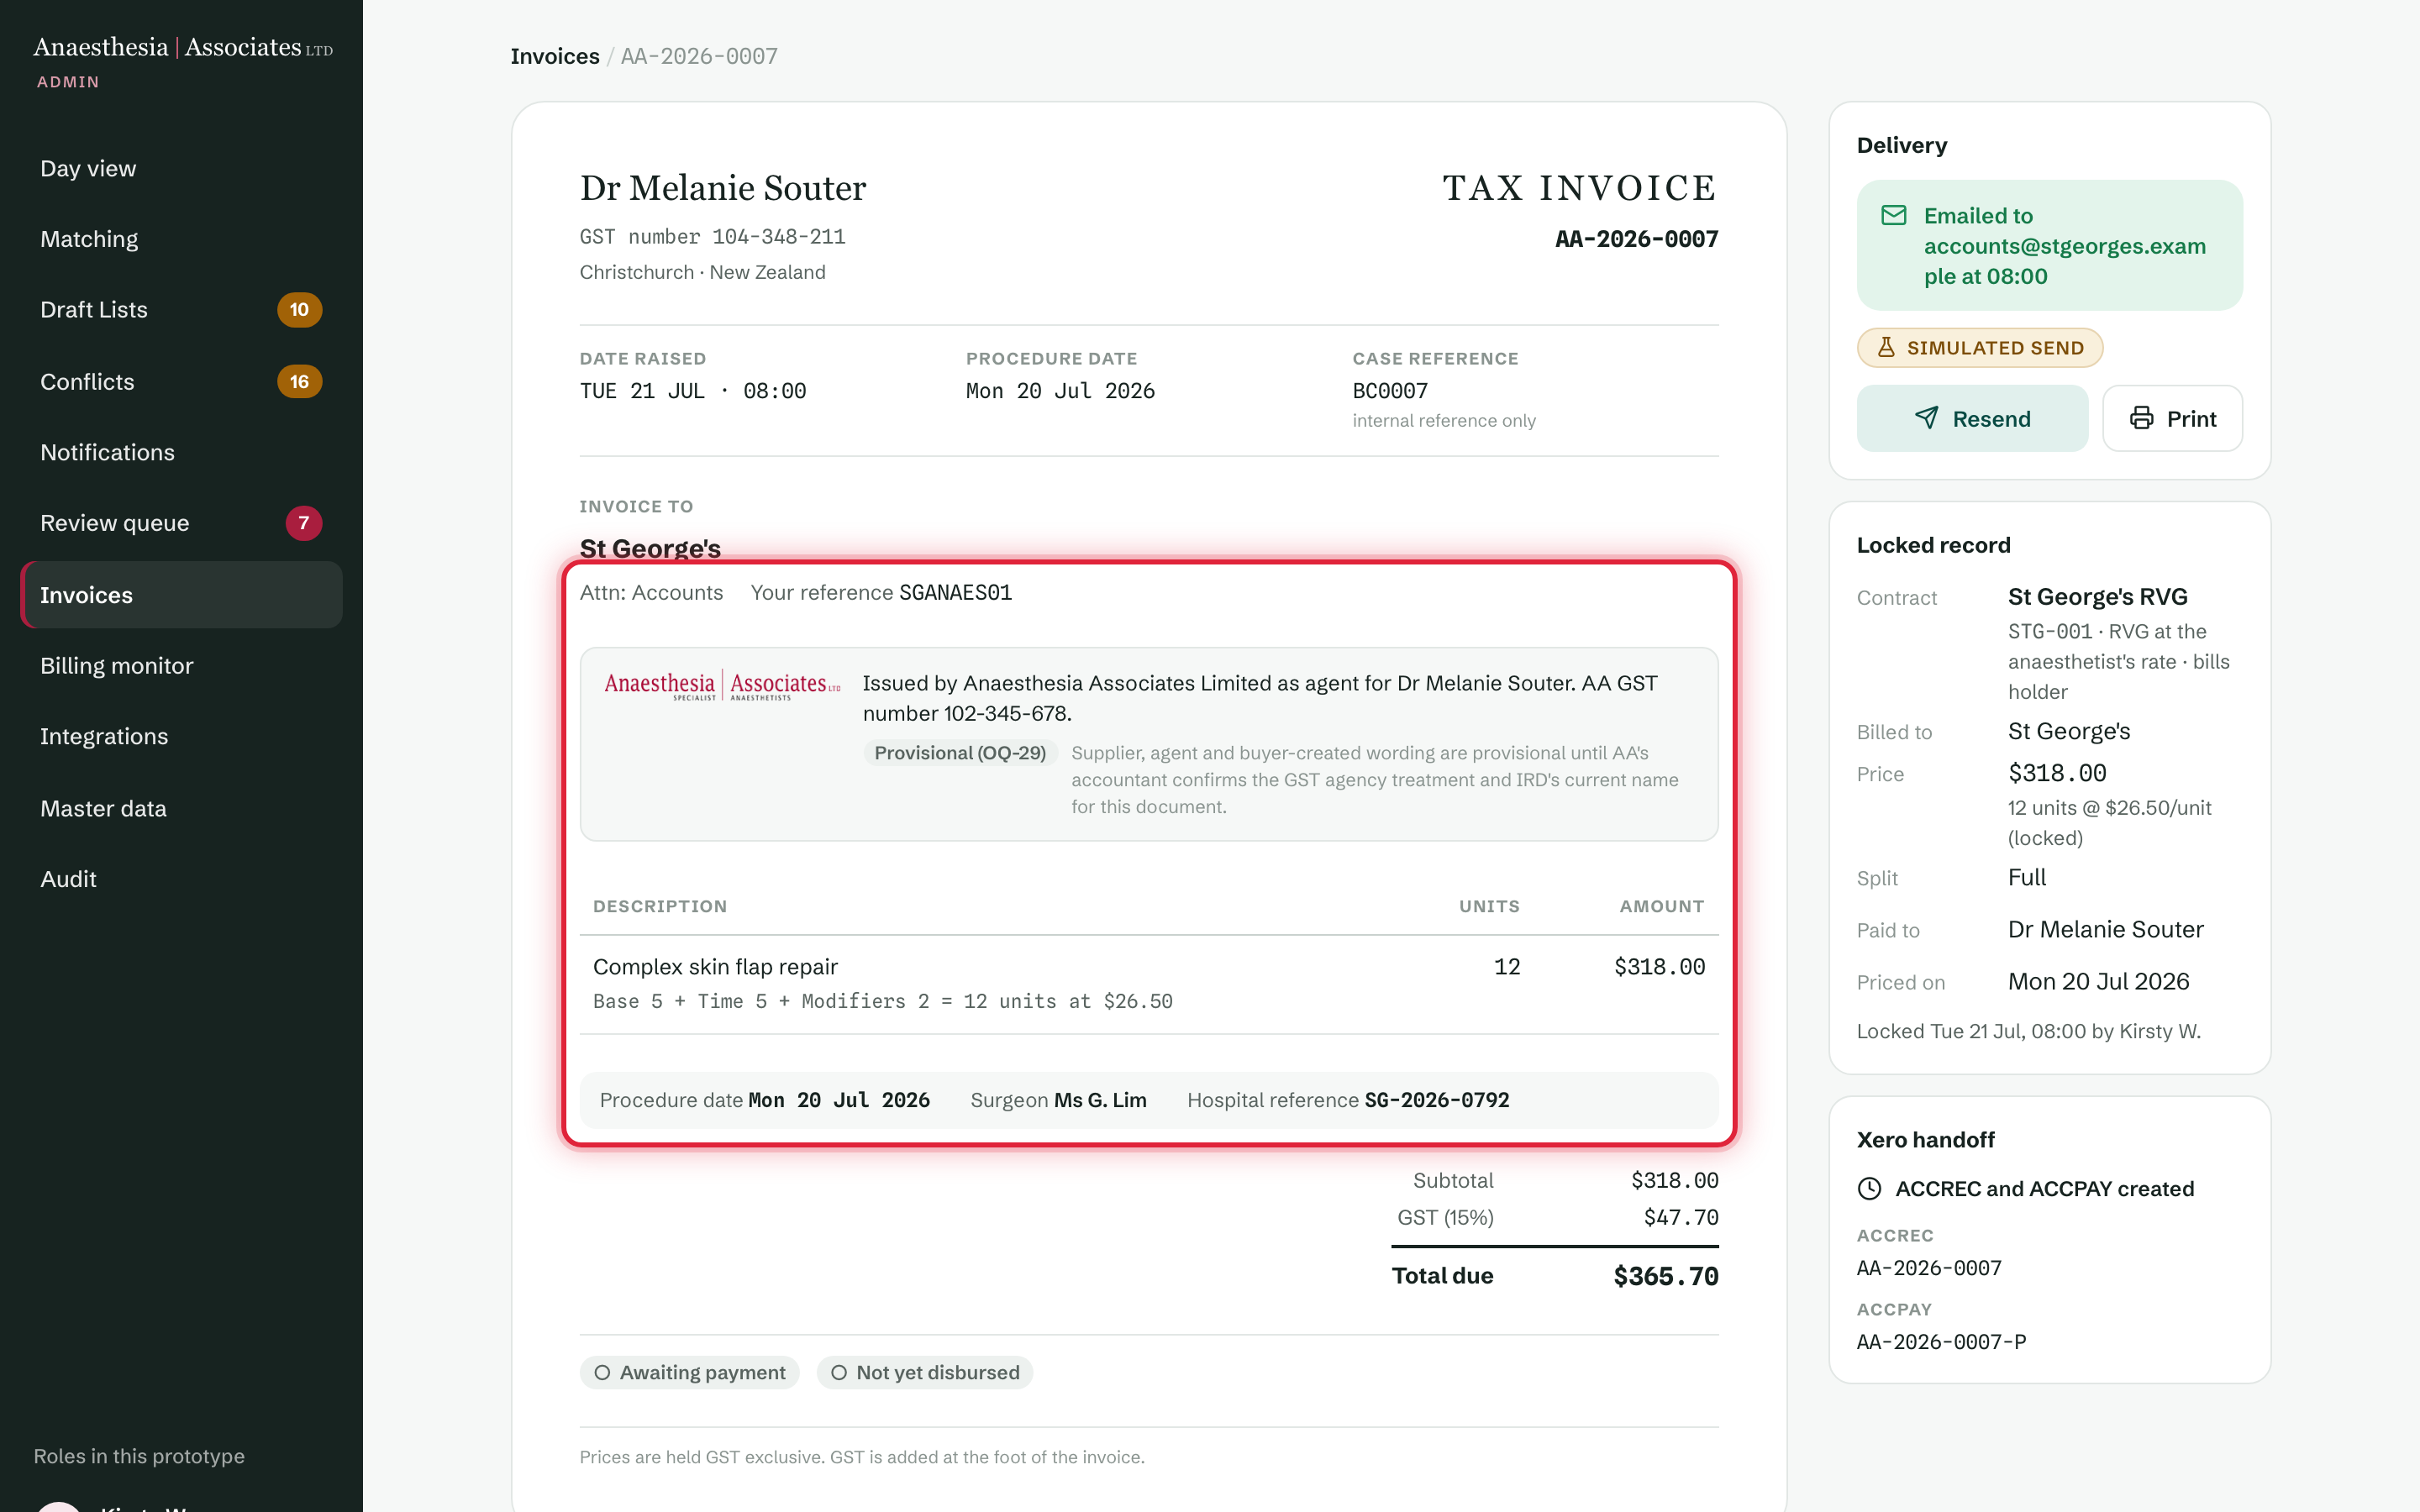 Anaesthesia | Associates LTD
ADMIN
Day view
Matching
Draft Lists 10
Conflicts 16
Notifications
Review queue 7
Invoices
Billing monitor
Integrations
Master data
Audit
Roles in this prototype
Invoices / AA-2026-0007
Dr Melanie Souter
TAX INVOICE
GST number 104-348-211
AA-2026-0007
Christchurch · New Zealand
DATE RAISED
TUE 21 JUL · 08:00
PROCEDURE DATE
Mon 20 Jul 2026
CASE REFERENCE
BC0007
internal reference only
INVOICE TO
St George's
Attn: Accounts Your reference SGANAES01
Anaesthesia | Associates LTD
SPECIALIST ANAESTHETISTS
Issued by Anaesthesia Associates Limited as agent for Dr Melanie Souter. AA GST
number 102-345-678.
Provisional (OQ-29)
Supplier, agent and buyer-created wording are provisional until AA's
accountant confirms the GST agency treatment and IRD's current name
for this document.
DESCRIPTION UNITS AMOUNT
Complex skin flap repair 12 $318.00
Base 5 + Time 5 + Modifiers 2 = 12 units at $26.50
Procedure date Mon 20 Jul 2026 Surgeon Ms G. Lim Hospital reference SG-2026-0792
Subtotal $318.00
GST (15%) $47.70
Total due $365.70
Awaiting payment Not yet disbursed
Prices are held GST exclusive. GST is added at the foot of the invoice.
Delivery
Emailed to
accounts@stgeorges.exam
ple at 08:00
SIMULATED SEND
Resend Print
Locked record
Contract St George's RVG
STG-001 · RVG at the
anaesthetist's rate · bills
holder
Billed to St George's
Price $318.00
12 units @ $26.50/unit
(locked)
Split Full
Paid to Dr Melanie Souter
Priced on Mon 20 Jul 2026
Locked Tue 21 Jul, 08:00 by Kirsty W.
Xero handoff
ACCREC and ACCPAY created
ACCREC
AA-2026-0007
ACCPAY
AA-2026-0007-P